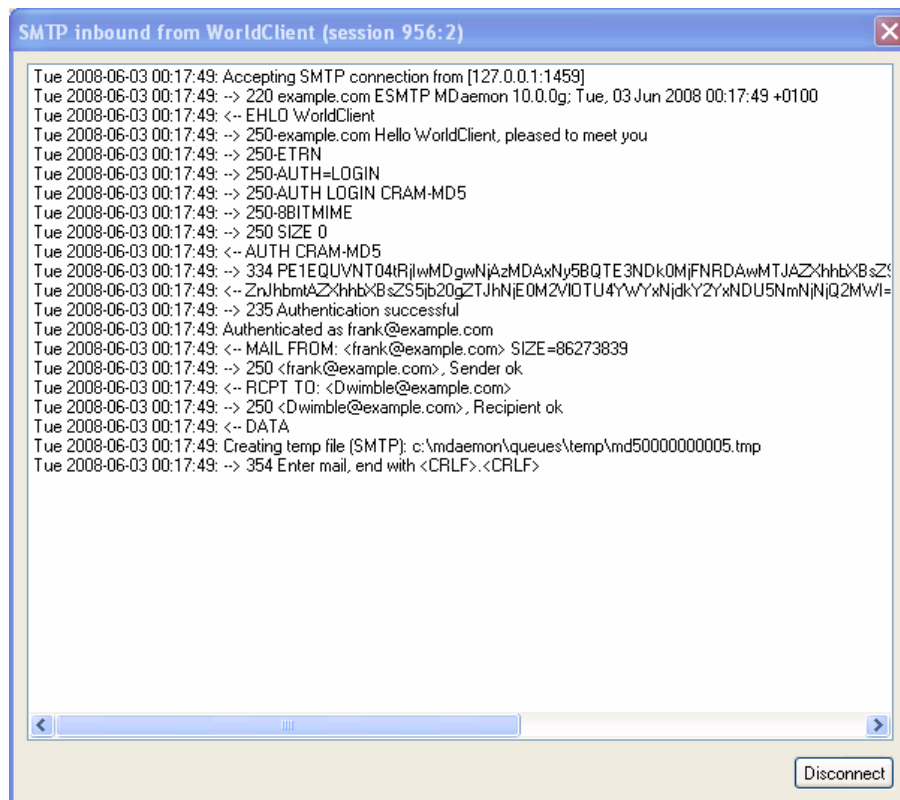 SMTP inbound from WorldClient (session 956:2)
Tue 2008-06-03 00:17:49: Accepting SMTP connection from [127.0.0.1:1459]
Tue 2008-06-03 00:17:49: --> 220 example.com ESMTP MDaemon 10.0.0g; Tue, 03 Jun 2008 00:17:49 +0100
Tue 2008-06-03 00:17:49: <-- EHLO WorldClient
Tue 2008-06-03 00:17:49: --> 250-example.com Hello WorldClient, pleased to meet you
Tue 2008-06-03 00:17:49: --> 250-ETRN
Tue 2008-06-03 00:17:49: --> 250-AUTH=LOGIN
Tue 2008-06-03 00:17:49: --> 250-AUTH LOGIN CRAM-MD5
Tue 2008-06-03 00:17:49: --> 250-8BITMIME
Tue 2008-06-03 00:17:49: --> 250 SIZE 0
Tue 2008-06-03 00:17:49: <-- AUTH CRAM-MD5
Tue 2008-06-03 00:17:49: --> 334
Tue 2008-06-03 00:17:49: <--
Tue 2008-06-03 00:17:49: --> 235 Authentication successful
Tue 2008-06-03 00:17:49: Authenticated as frank@example.com
Tue 2008-06-03 00:17:49: <-- MAIL FROM: <frank@example.com> SIZE=86273839
Tue 2008-06-03 00:17:49: --> 250 <frank@example.com>, Sender ok
Tue 2008-06-03 00:17:49: <-- RCPT TO: <Dwimble@example.com>
Tue 2008-06-03 00:17:49: --> 250 <Dwimble@example.com>, Recipient ok
Tue 2008-06-03 00:17:49: <-- DATA
Tue 2008-06-03 00:17:49: Creating temp file (SMTP): c:\mdaemon\queues\temp\md50000000005.tmp
Tue 2008-06-03 00:17:49: --> 354 Enter mail, end with <CRLF>.<CRLF>
Disconnect